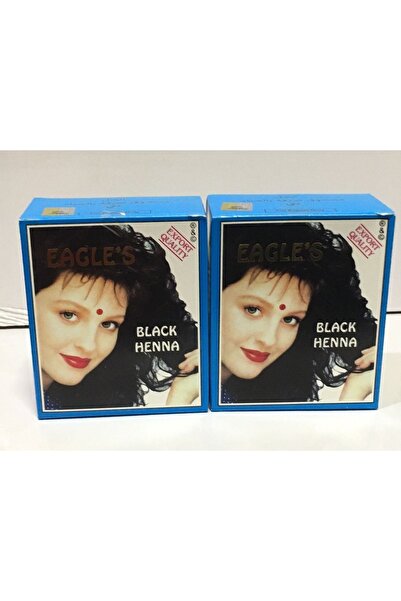 EAGLE'S
® & ©
EXPORT
QUALITY
BLACK
HENNA
EAGLE'S
® & ©
EXPORT
QUALITY
BLACK
HENNA